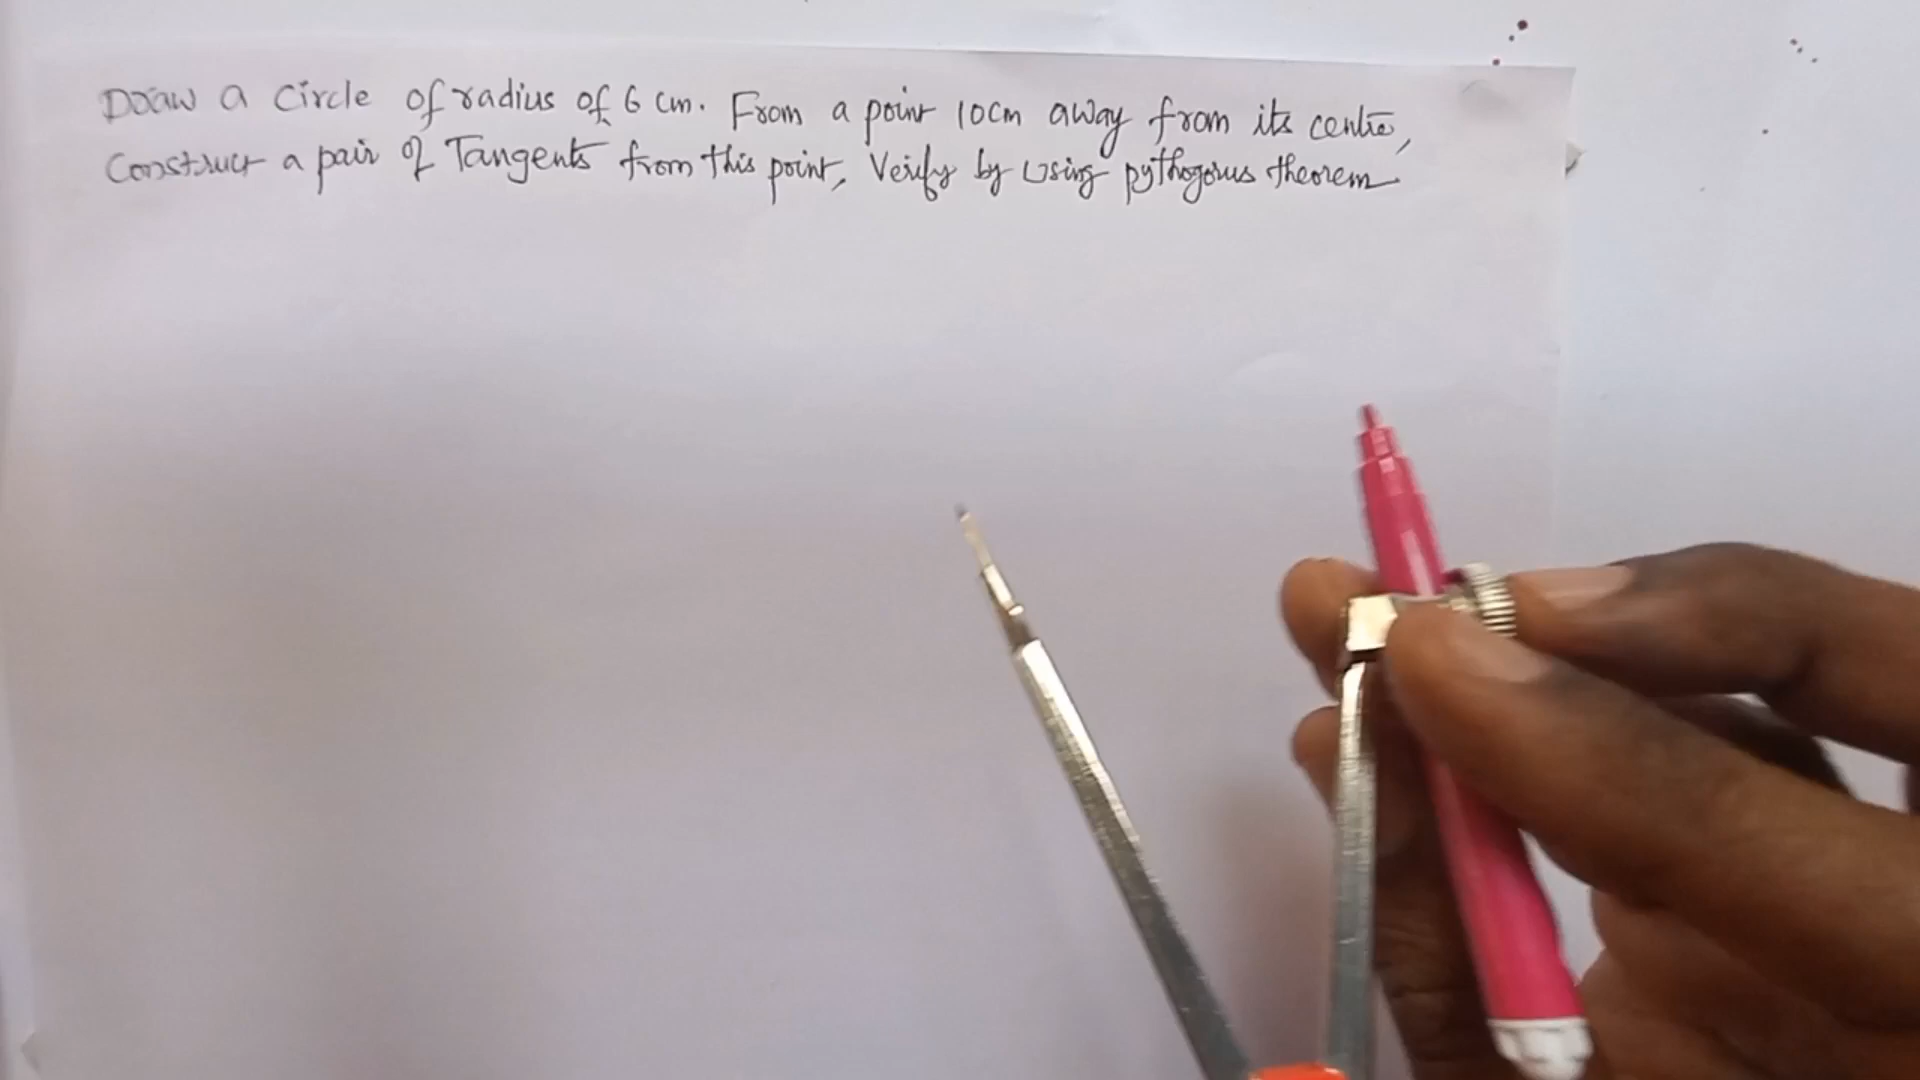 Draw a Circle of radius of 6 cm. From a point 10cm away from its centre,
Construct a pair of Tangents from this point, Verify by Using pythogorus theorem.